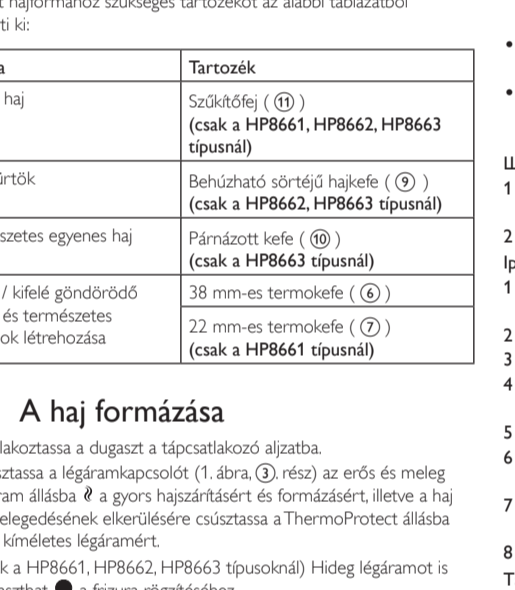 hajformához szükséges tartozékot az alábbi táblázatból
ti ki:
a Tartozék
haj Szűkítőfej ( ⑪ )
(csak a HP8661, HP8662, HP8663
típusnál)
Behúzható sörtéjű hajkefe ( ⑨ )
(csak a HP8662, HP8663 típusnál)
egyenes haj Párnázott kefe ( ⑩ )
(csak a HP8663 típusnál)
/ kifelé göndörödő
és természetes
létrehozása
38 mm-es termokefe ( ⑥ )
22 mm-es termokefe ( ⑦ )
(csak a HP8661 típusnál)
A haj formázása
lakoztassa a dugaszt a tápcsatlakozó aljzatba.
sztassa a légáramkapcsolót (1. ábra, ③. rész) az erős és meleg
ram állásba a gyors hajszárításért és formázásért, illetve a haj
elegedésének elkerülésére csúsztassa a ThermoProtect állásba
kíméletes légáramért.
k a HP8661, HP8662, HP8663 típusoknál) Hideg légáramot is
a frizura rögzítéséhez.
•
•
1
2
1
2
3
4
5
6
7
8